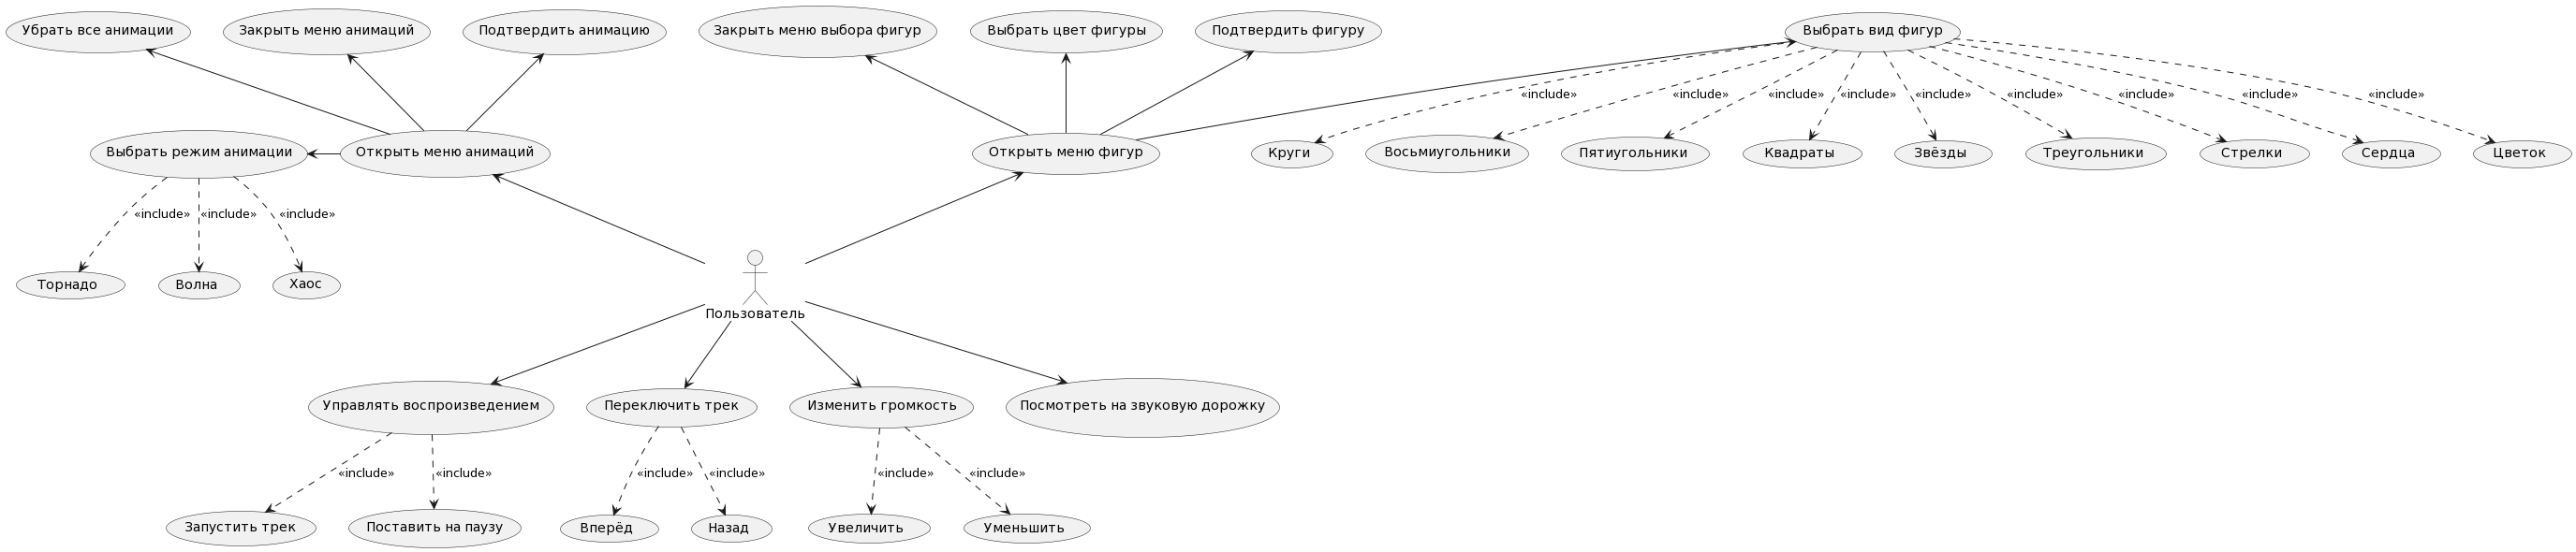 Убрать все анимации
Закрыть меню анимаций
Подтвердить анимацию
Закрыть меню выбора фигур
Выбрать цвет фигуры
Подтвердить фигуру
Выбрать вид фигур
«include»
«include»
«include»
«include»
«include»
«include»
«include»
«include»
«include»
Выбрать режим анимации
Открыть меню анимаций
Открыть меню фигур
Круги
Восьмиугольники
Пятиугольники
Квадраты
Звёзды
Треугольники
Стрелки
Сердца
Цветок
«include»
«include»
«include»
Торнадо
Волна
Хаос
Пользователь
Управлять воспроизведением
Переключить трек
Изменить громкость
Посмотреть на звуковую дорожку
«include»
«include»
«include»
«include»
«include»
«include»
Запустить трек
Поставить на паузу
Вперёд
Назад
Увеличить
Уменьшить